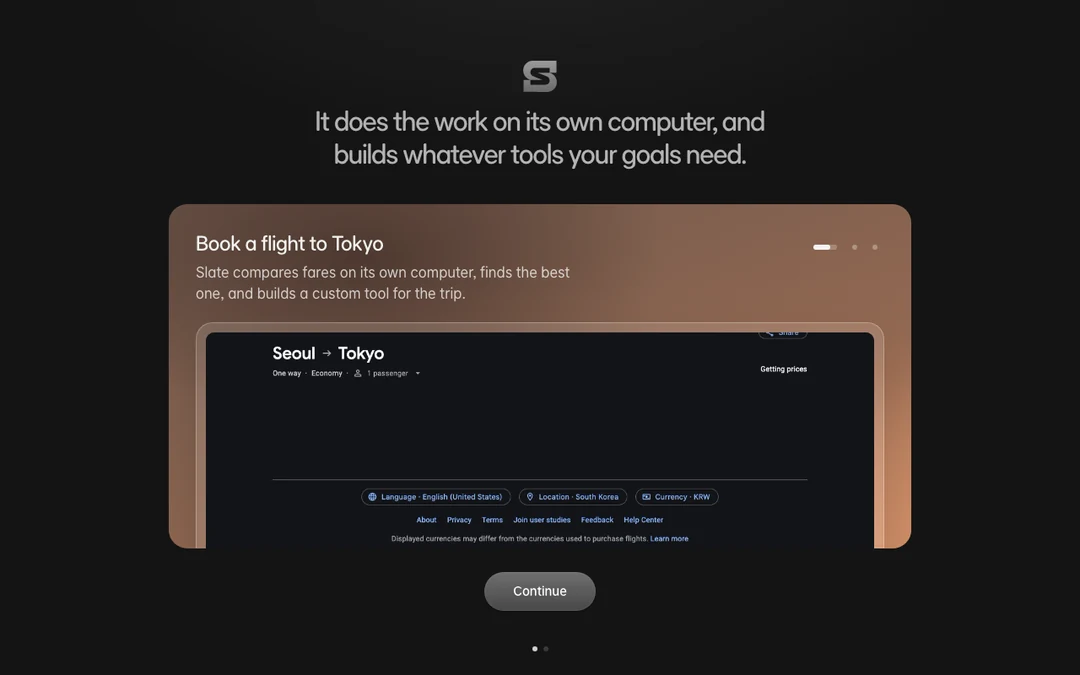 It does the work on its own computer, and
builds whatever tools your goals need.
Book a flight to Tokyo
Slate compares fares on its own computer, finds the best
one, and builds a custom tool for the trip.
Share
Seoul → Tokyo
One way · Economy · 1 passenger
Getting prices
Language · English (United States) Location · South Korea Currency · KRW
About Privacy Terms Join user studies Feedback Help Center
Displayed currencies may differ from the currencies used to purchase flights. Learn more
Continue